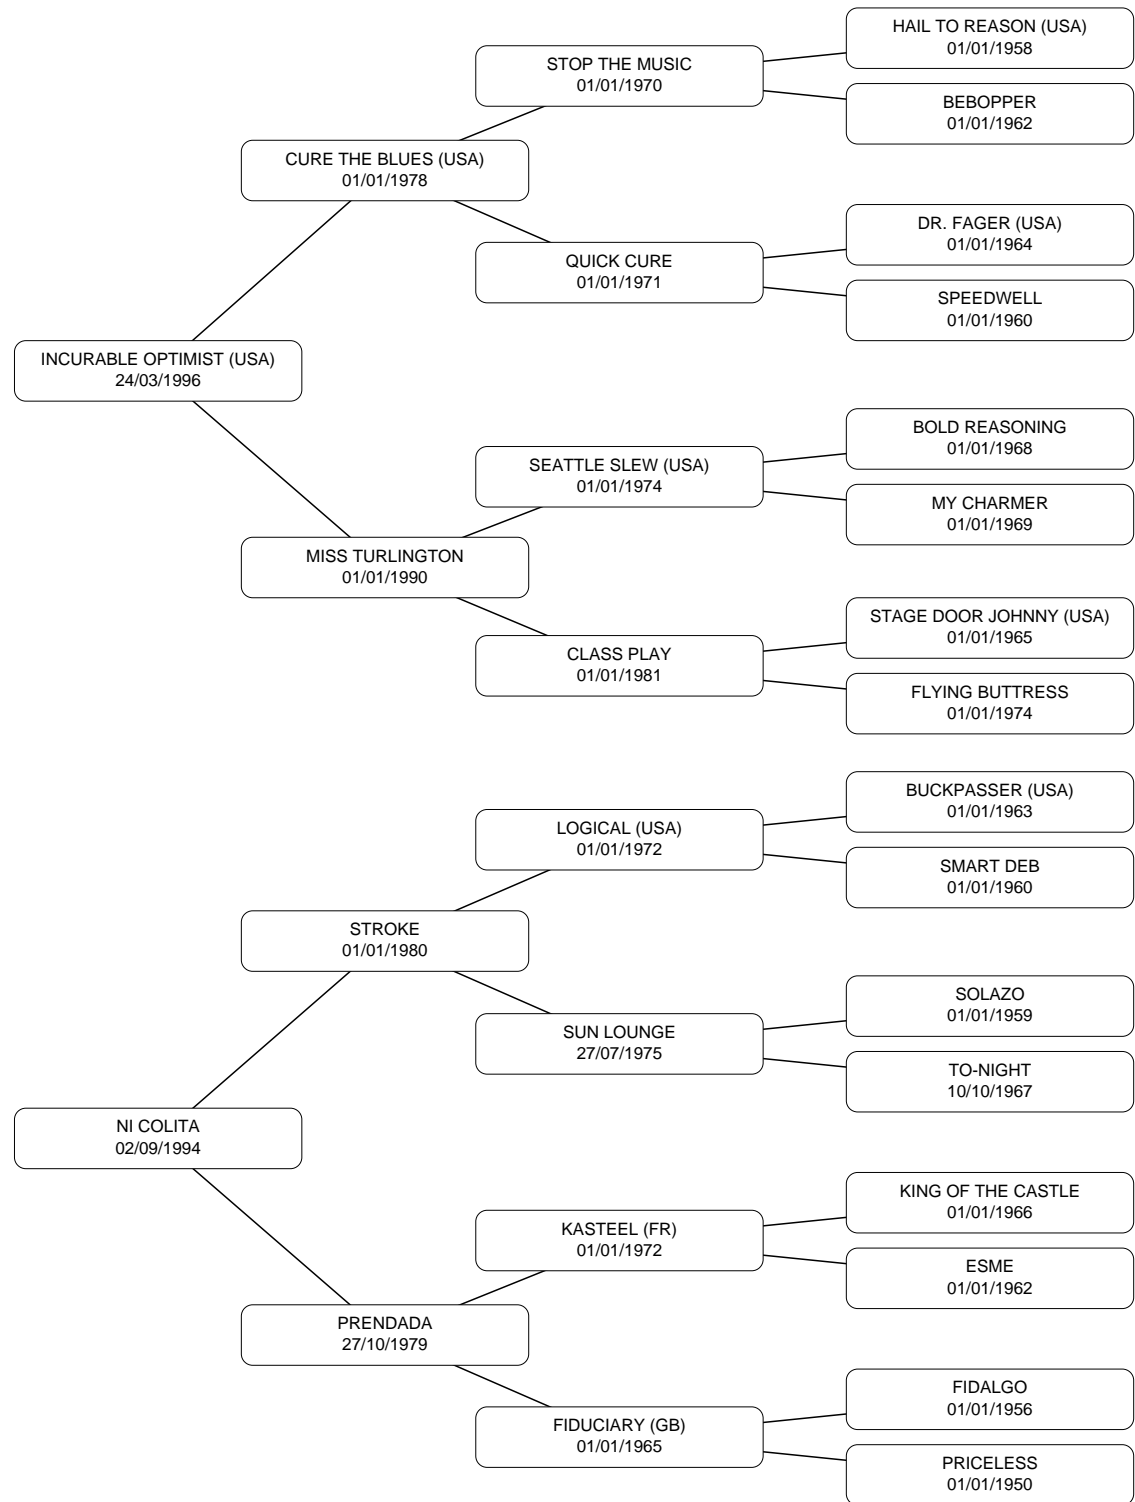 HAIL TO REASON (USA)
01/01/1958
STOP THE MUSIC
01/01/1970
BEBOPPER
01/01/1962
CURE THE BLUES (USA)
01/01/1978
DR. FAGER (USA)
01/01/1964
QUICK CURE
01/01/1971
SPEEDWELL
01/01/1960
INCURABLE OPTIMIST (USA)
24/03/1996
BOLD REASONING
01/01/1968
SEATTLE SLEW (USA)
01/01/1974
MY CHARMER
01/01/1969
MISS TURLINGTON
01/01/1990
STAGE DOOR JOHNNY (USA)
01/01/1965
CLASS PLAY
01/01/1981
FLYING BUTTRESS
01/01/1974
BUCKPASSER (USA)
01/01/1963
LOGICAL (USA)
01/01/1972
SMART DEB
01/01/1960
STROKE
01/01/1980
SOLAZO
01/01/1959
SUN LOUNGE
27/07/1975
TO-NIGHT
10/10/1967
NI COLITA
02/09/1994
KING OF THE CASTLE
01/01/1966
KASTEEL (FR)
01/01/1972
ESME
01/01/1962
PRENDADA
27/10/1979
FIDALGO
01/01/1956
FIDUCIARY (GB)
01/01/1965
PRICELESS
01/01/1950